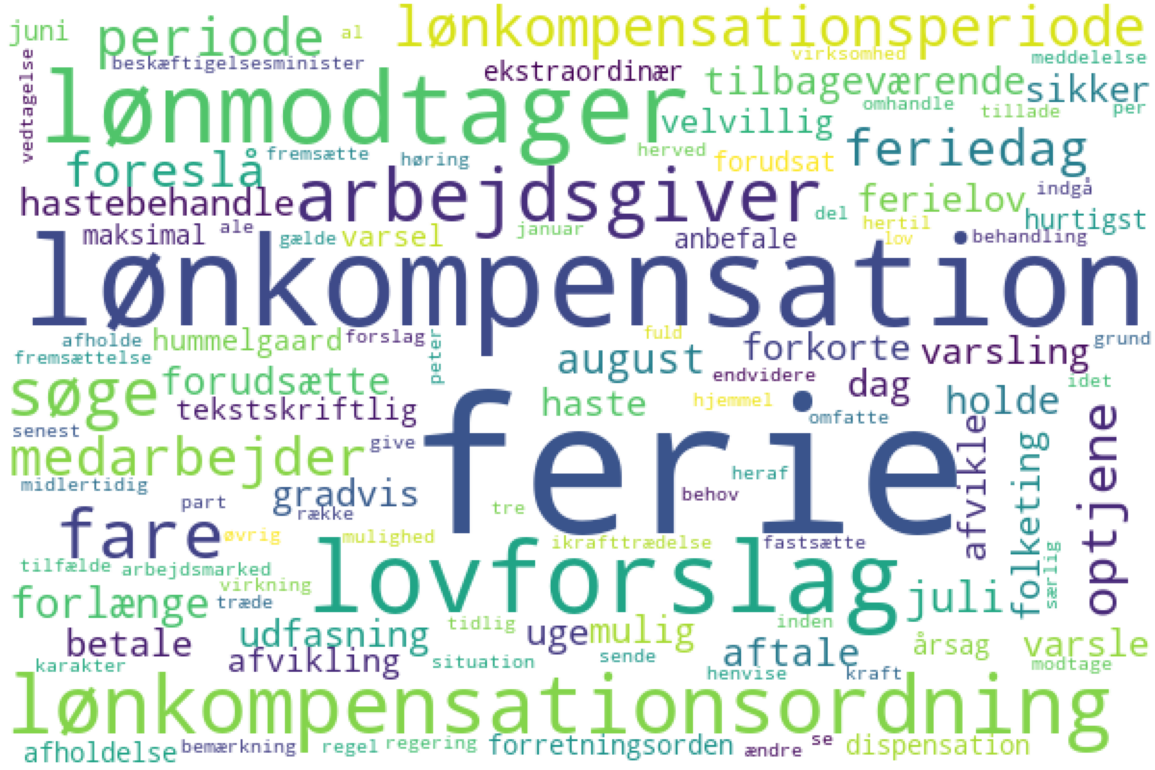 juni periode al lønkompensationsperiode
beskæftigelsesminister ekstraordinær virksomhed meddelelse
vedtagelse lønmodtager tilbageværende sikker
omhandle tillade per
velvillig
foreslå fremsætte høring herved forudsat feriedag
hastebehandle arbejdsgiver del ferielov indgå
maksimal ale gælde varsel januar anbefale hertil lov hurtigst behandling
lønkompensation
afholde hummelgaard forslag peter fuld forkorte varsling grund
fremsættelse august
søge forudsætte endvidere dag idet
tekstskriftlig haste hjemmel omfatte holde
senest give ferie afvikle folketing optjene
medarbejder
midlertidig gradvis heraf
part række tre behov
fare øvrig mulighed ikrafttrædelse fastsætte
tilfælde arbejdsmarked lovforslag særlig
virkning
forlænge træde juli
betale udfasning tidlig uge mulig inden aftale årsag varsle
karakter afvikling situation sende henvise kraft modtage
lønkompensationsordning
afholdelse bemærkning regel regering forretningsorden ændre se dispensation